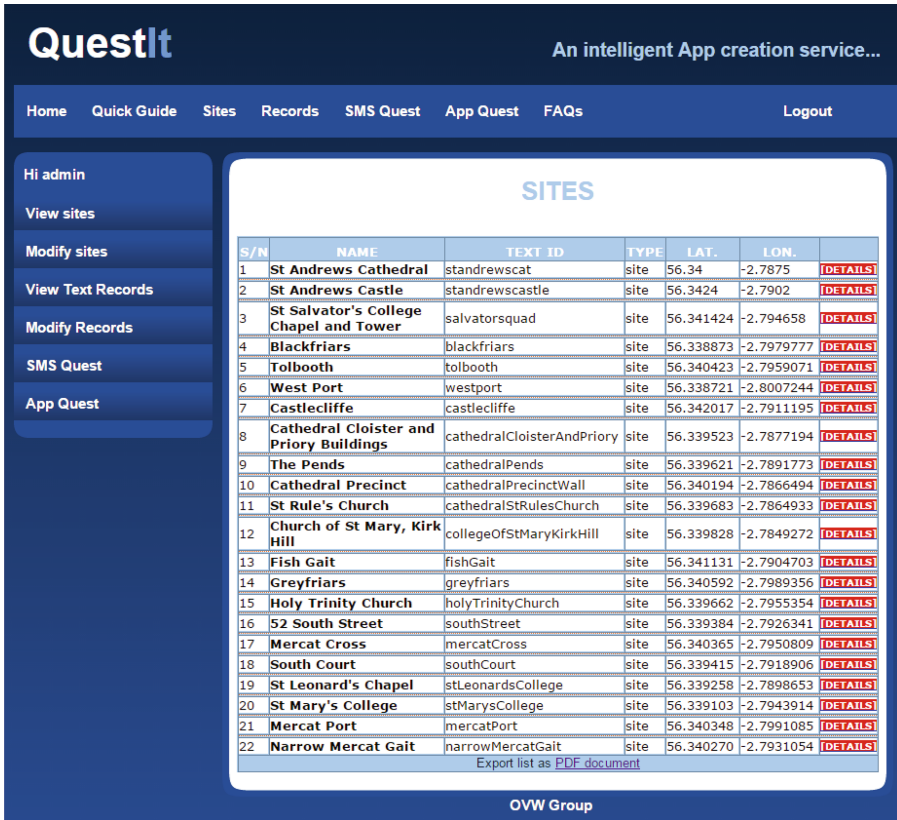 QuestIt
An intelligent App creation service...
Home Quick Guide Sites Records SMS Quest App Quest FAQs Logout
Hi admin
View sites
Modify sites
View Text Records
Modify Records
SMS Quest
App Quest
SITES
S/N NAME TEXT ID TYPE LAT. LON.
1 St Andrews Cathedral standrewscat site 56.34 -2.7875 [DETAILS]
2 St Andrews Castle standrewscastle site 56.3424 -2.7902 [DETAILS]
3 St Salvator's College
Chapel and Tower salvatorsquad site 56.341424 -2.794658 [DETAILS]
4 Blackfriars blackfriars site 56.338873 -2.7979777 [DETAILS]
5 Tolbooth tolbooth site 56.340423 -2.7959071 [DETAILS]
6 West Port westport site 56.338721 -2.8007244 [DETAILS]
7 Castlecliffe castlecliffe site 56.342017 -2.7911195 [DETAILS]
8 Cathedral Cloister and
Priory Buildings cathedralCloisterAndPriory site 56.339523 -2.7877194 [DETAILS]
9 The Pends cathedralPends site 56.339621 -2.7891773 [DETAILS]
10 Cathedral Precinct cathedralPrecinctWall site 56.340194 -2.7866494 [DETAILS]
11 St Rule's Church cathedralStRulesChurch site 56.339683 -2.7864933 [DETAILS]
12 Church of St Mary, Kirk
Hill collegeOfStMaryKirkHill site 56.339828 -2.7849272 [DETAILS]
13 Fish Gait fishGait site 56.341131 -2.7904703 [DETAILS]
14 Greyfriars greyfriars site 56.340592 -2.7989356 [DETAILS]
15 Holy Trinity Church holyTrinityChurch site 56.339662 -2.7955354 [DETAILS]
16 52 South Street southStreet site 56.339384 -2.7926341 [DETAILS]
17 Mercat Cross mercatCross site 56.340365 -2.7950809 [DETAILS]
18 South Court southCourt site 56.339415 -2.7918906 [DETAILS]
19 St Leonard's Chapel stLeonardsCollege site 56.339258 -2.7898653 [DETAILS]
20 St Mary's College stMarysCollege site 56.339103 -2.7943914 [DETAILS]
21 Mercat Port mercatPort site 56.340348 -2.7991085 [DETAILS]
22 Narrow Mercat Gait narrowMercatGait site 56.340270 -2.7931054 [DETAILS]
Export list as PDF document
OVW Group